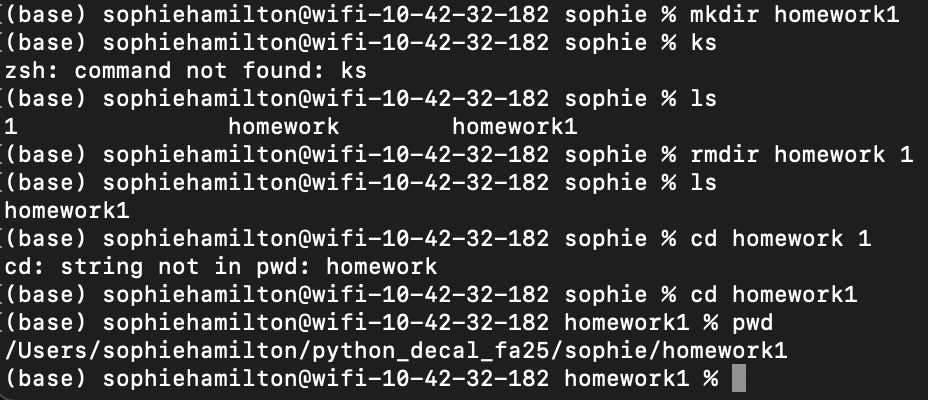 (base) sophiehamilton@wifi-10-42-32-182 sophie % mkdir homework1
(base) sophiehamilton@wifi-10-42-32-182 sophie % ks
zsh: command not found: ks
(base) sophiehamilton@wifi-10-42-32-182 sophie % ls
1 homework homework1
(base) sophiehamilton@wifi-10-42-32-182 sophie % rmdir homework 1
(base) sophiehamilton@wifi-10-42-32-182 sophie % ls
homework1
(base) sophiehamilton@wifi-10-42-32-182 sophie % cd homework 1
cd: string not in pwd: homework
(base) sophiehamilton@wifi-10-42-32-182 sophie % cd homework1
(base) sophiehamilton@wifi-10-42-32-182 homework1 % pwd
/Users/sophiehamilton/python_decal_fa25/sophie/homework1
(base) sophiehamilton@wifi-10-42-32-182 homework1 %